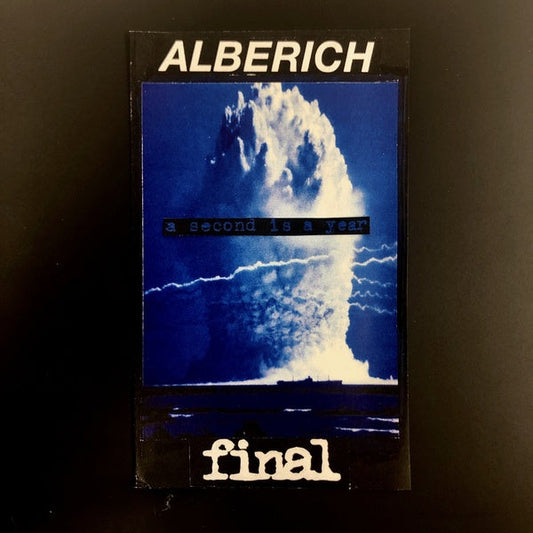 ALBERICH
a second is a year
final